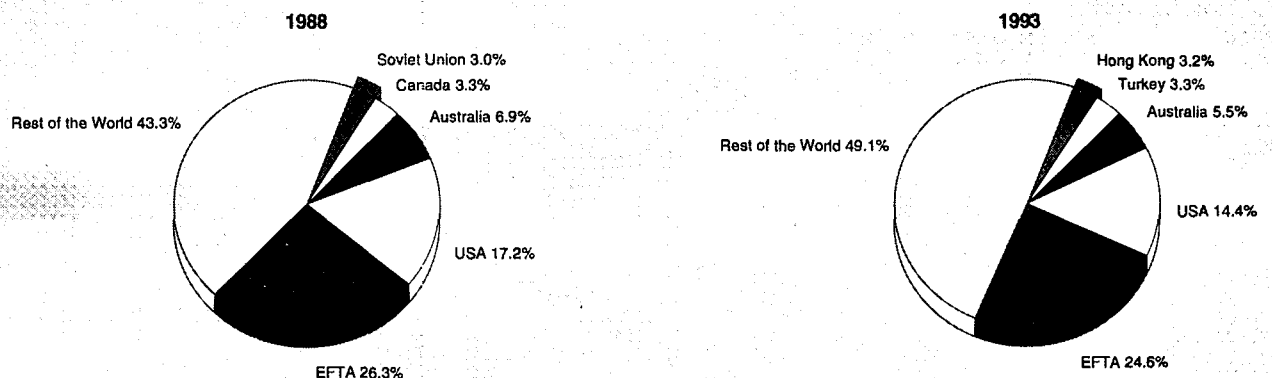 1988
Soviet Union 3.0%
Canada 3.3%
Australia 6.9%
Rest of the World 43.3%
USA 17.2%
EFTA 26.3%
1993
Hong Kong 3.2%
Turkey 3.3%
Australia 5.5%
Rest of the World 49.1%
USA 14.4%
EFTA 24.6%